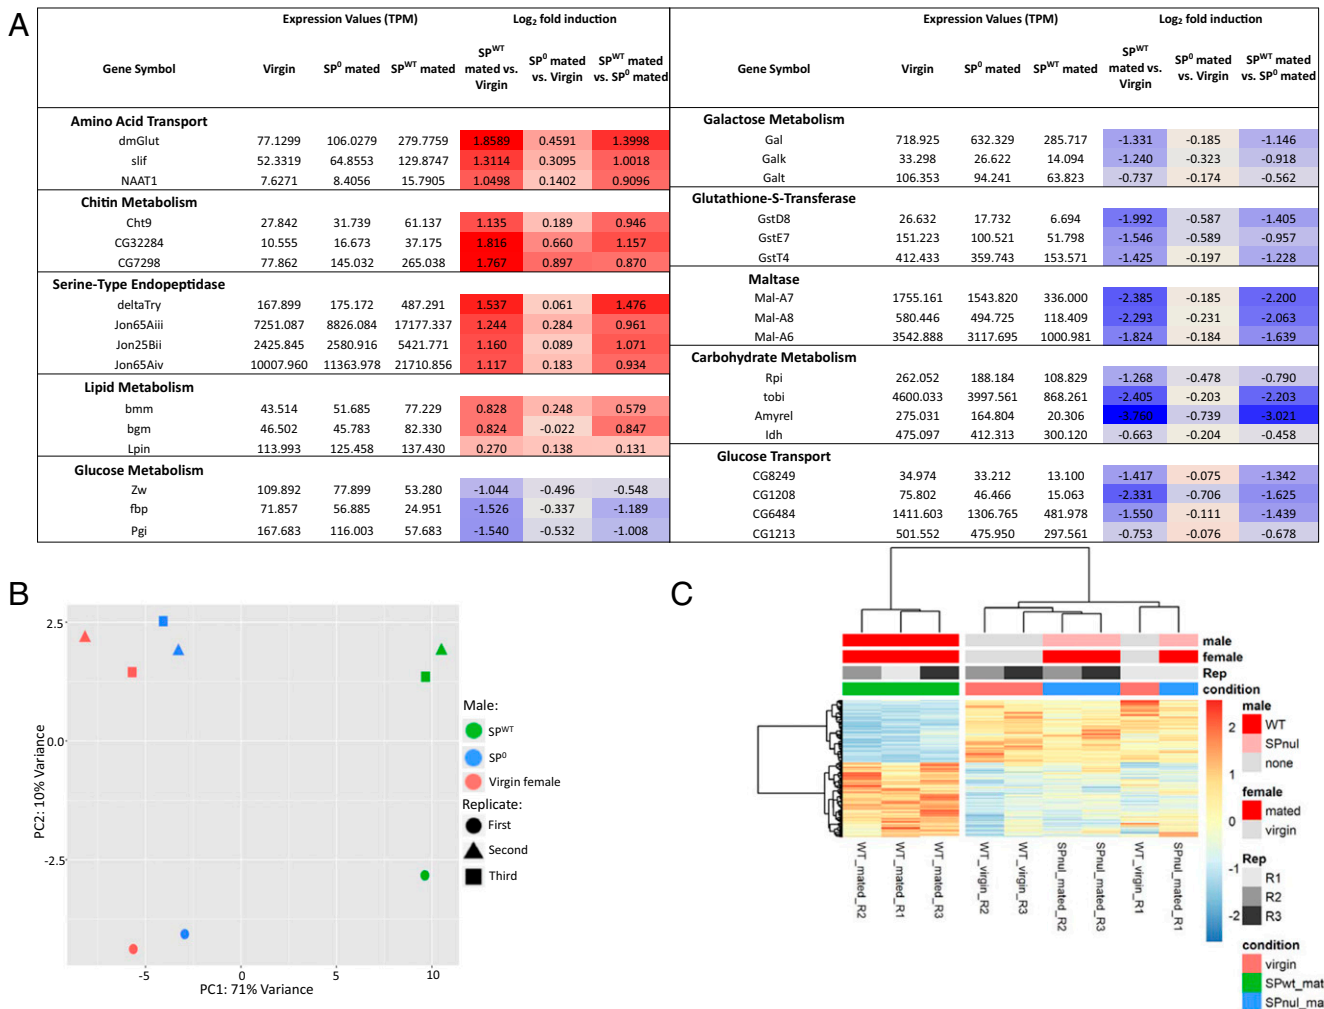 A
Expression Values (TPM) Log2 fold induction
Gene Symbol Virgin SP0 mated SPWT mated SPWT mated vs. Virgin SP0 mated vs. Virgin SPWT mated vs. SP0 mated
Amino Acid Transport
dmGlut 77.1299 106.0279 279.7759 1.8589 0.4591 1.3998
slif 52.3319 64.8553 129.8747 1.3114 0.3095 1.0018
NAAT1 7.6271 8.4056 15.7905 1.0498 0.1402 0.9096
Chitin Metabolism
Cht9 27.842 31.739 61.137 1.135 0.189 0.946
CG32284 10.555 16.673 37.175 1.816 0.660 1.157
CG7298 77.862 145.032 265.038 1.767 0.897 0.870
Serine-Type Endopeptidase
deltaTry 167.899 175.172 487.291 1.537 0.061 1.476
Jon65Aiii 7251.087 8826.084 17177.337 1.244 0.284 0.961
Jon25Bii 2425.845 2580.916 5421.771 1.160 0.089 1.071
Jon65Aiv 10007.960 11363.978 21710.856 1.117 0.183 0.934
Lipid Metabolism
bmm 43.514 51.685 77.229 0.828 0.248 0.579
bgm 46.502 45.783 82.330 0.824 -0.022 0.847
Lpin 113.993 125.458 137.430 0.270 0.138 0.131
Glucose Metabolism
Zw 109.892 77.899 53.280 -1.044 -0.496 -0.548
fbp 71.857 56.885 24.951 -1.526 -0.337 -1.189
Pgi 167.683 116.003 57.683 -1.540 -0.532 -1.008
Expression Values (TPM) Log2 fold induction
Gene Symbol Virgin SP0 mated SPWT mated SPWT mated vs. Virgin SP0 mated vs. Virgin SPWT mated vs. SP0 mated
Galactose Metabolism
Gal 718.925 632.329 285.717 -1.331 -0.185 -1.146
Galk 33.298 26.622 14.094 -1.240 -0.323 -0.918
Galt 106.353 94.241 63.823 -0.737 -0.174 -0.562
Glutathione-S-Transferase
GstD8 26.632 17.732 6.694 -1.992 -0.587 -1.405
GstE7 151.223 100.521 51.798 -1.546 -0.589 -0.957
GstT4 412.433 359.743 153.571 -1.425 -0.197 -1.228
Maltase
Mal-A7 1755.161 1543.820 336.000 -2.385 -0.185 -2.200
Mal-A8 580.446 494.725 118.409 -2.293 -0.231 -2.063
Mal-A6 3542.888 3117.695 1000.981 -1.824 -0.184 -1.639
Carbohydrate Metabolism
Rpi 262.052 188.184 108.829 -1.268 -0.478 -0.790
tobi 4600.033 3997.561 868.261 -2.405 -0.203 -2.203
Amyrel 275.031 164.804 20.306 -3.760 -0.739 -3.021
Idh 475.097 412.313 300.120 -0.663 -0.204 -0.458
Glucose Transport
CG8249 34.974 33.212 13.100 -1.417 -0.075 -1.342
CG1208 75.802 46.466 15.063 -2.331 -0.706 -1.625
CG6484 1411.603 1306.765 481.978 -1.550 -0.111 -1.439
CG1213 501.552 475.950 297.561 -0.753 -0.076 -0.678
B
2.5
0.0
-2.5
PC2: 10% Variance
-5 0 5 10
PC1: 71% Variance
Male:
SPWT
SP0
Virgin female
Replicate:
First
Second
Third
C
male
female
Rep
condition
WT_mated_R2
WT_mated_R1
WT_mated_R3
WT_virgin_R2
WT_virgin_R3
SPnul_mated_R2
SPnul_mated_R3
WT_virgin_R1
SPnul_mated_R1
2
1
0
-1
-2
male
WT
SPnul
none
female
mated
virgin
Rep
R1
R2
R3
condition
virgin
SPwt_mat
SPnul_ma